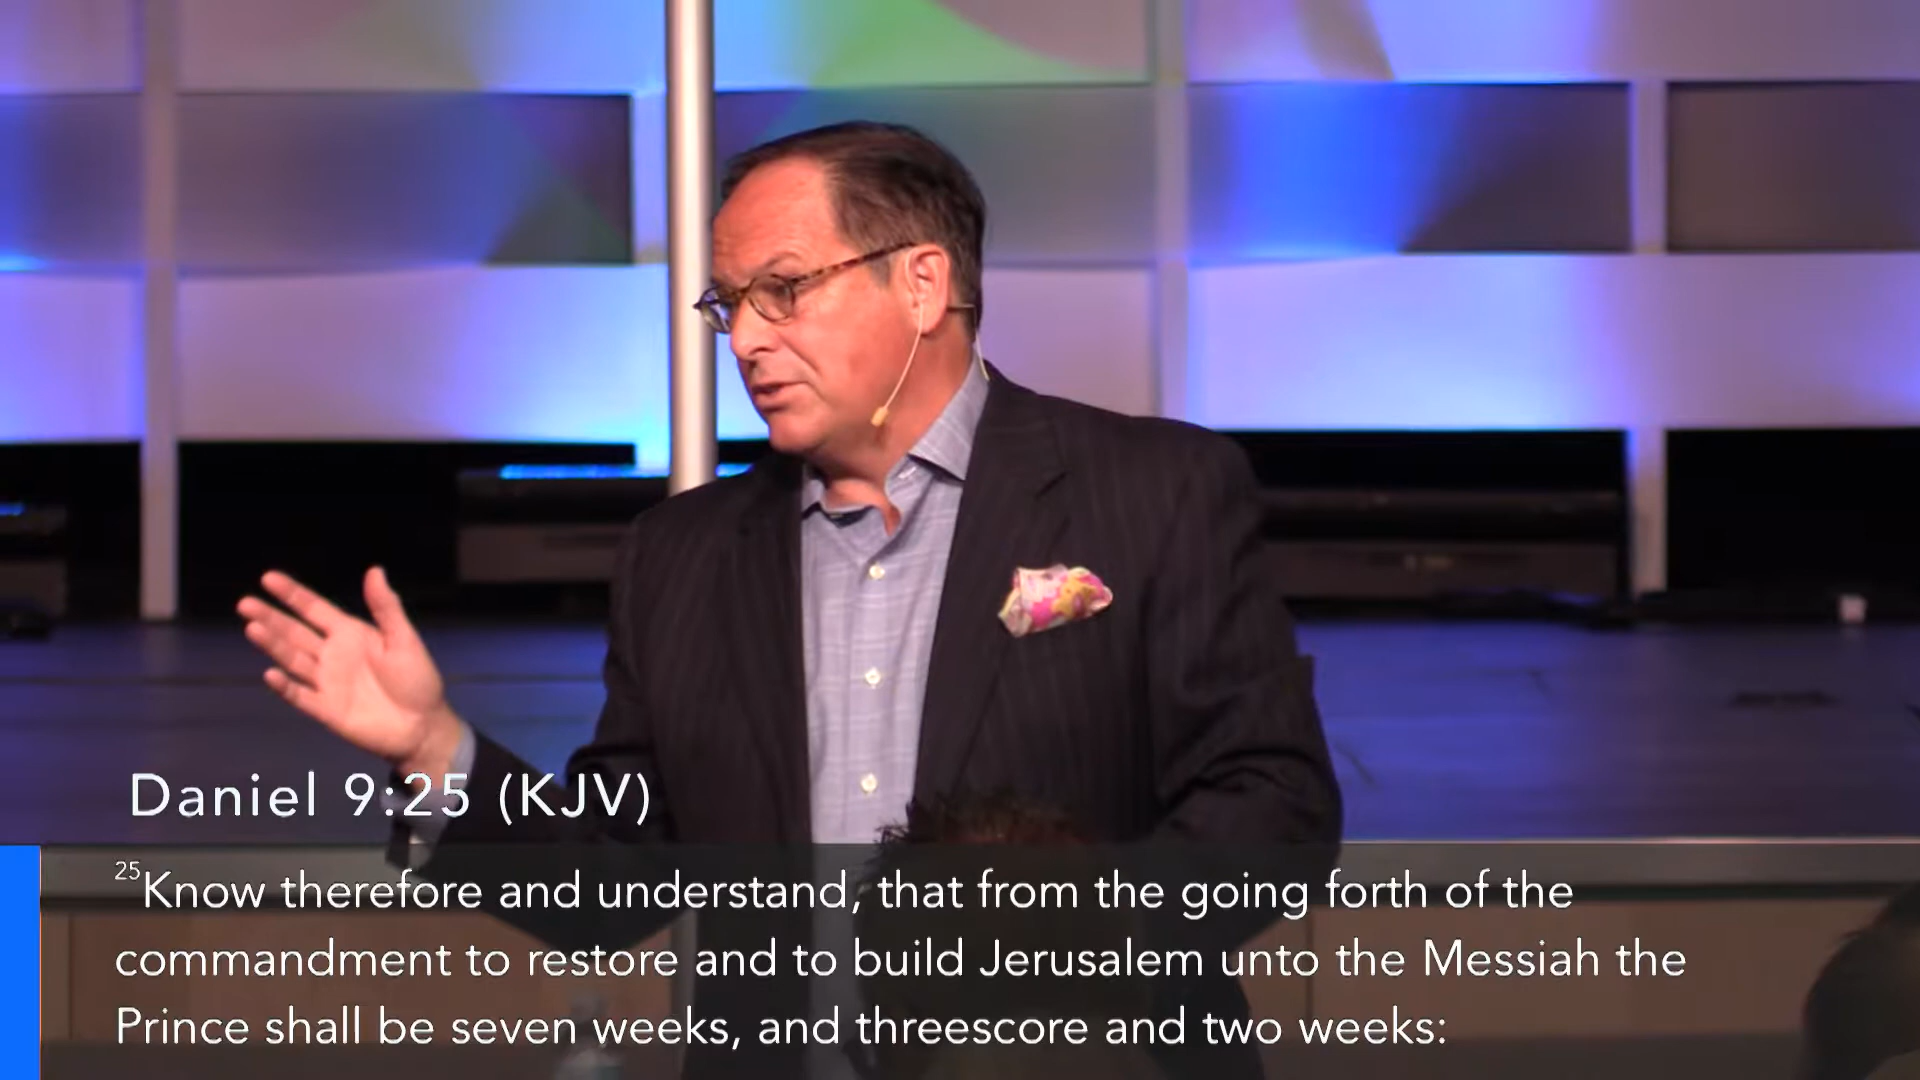 Daniel 9:25 (KJV)
25Know therefore and understand, that from the going forth of the
commandment to restore and to build Jerusalem unto the Messiah the
Prince shall be seven weeks, and threescore and two weeks: